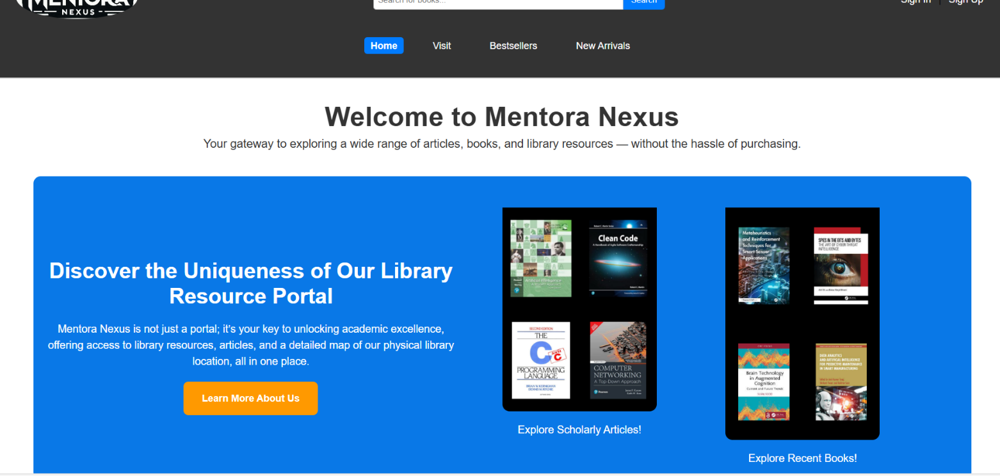 MENTORA
NEXUS
Search for books...
Search
Sign In | Sign Up
Home
Visit
Bestsellers
New Arrivals
Welcome to Mentora Nexus
Your gateway to exploring a wide range of articles, books, and library resources — without the hassle of purchasing.
Discover the Uniqueness of Our Library
Resource Portal
Mentora Nexus is not just a portal; it's your key to unlocking academic excellence,
offering access to library resources, articles, and a detailed map of our physical library
location, all in one place.
Learn More About Us
Artificial Intelligence
Robert C. Martin Series
Clean Code
A Handbook of Agile Software Craftsmanship
Robert C. Martin
SECOND EDITION
THE
C
ANSI
C
PROGRAMMING
LANGUAGE
BRIAN W. KERNIGHAN
DENNIS M. RITCHIE
COMPUTER
NETWORKING
A Top-Down Approach
Pearson
Explore Scholarly Articles!
Metaheuristics
and Reinforcement
Techniques for
Smart Sensor
Applications
SPIES IN THE BITS AND BYTES
THE ART OF CYBER THREAT
INTELLIGENCE
Brain Technology
in Augmented
Cognition
Current and Future Trends
DATA ANALYTICS
AND ARTIFICIAL INTELLIGENCE
FOR PREDICTIVE MAINTENANCE
IN SMART MANUFACTURING
Explore Recent Books!